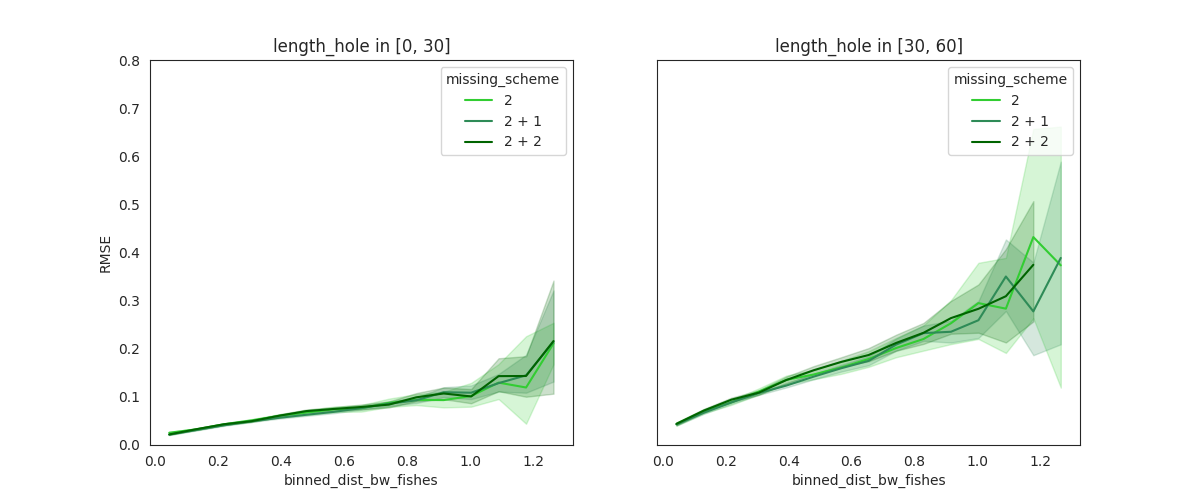 length_hole in [0, 30]
0.8
0.7
0.6
0.5
0.4
0.3
0.2
0.1
0.0
RMSE
missing_scheme
2
2 + 1
2 + 2
0.0 0.2 0.4 0.6 0.8 1.0 1.2
binned_dist_bw_fishes
length_hole in [30, 60]
missing_scheme
2
2 + 1
2 + 2
0.0 0.2 0.4 0.6 0.8 1.0 1.2
binned_dist_bw_fishes